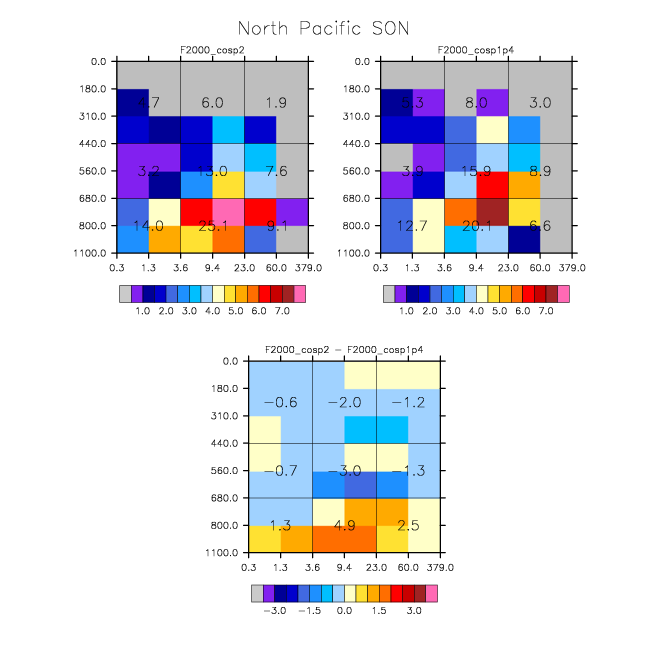 North Pacific SON
F2000_cosp2
F2000_cosp1p4
0.0
180.0
310.0
440.0
560.0
680.0
800.0
1100.0
4.7 6.0 1.9
3.2 13.0 7.6
14.0 25.1 9.1
0.3 1.3 3.6 9.4 23.0 60.0 379.0
1.0 2.0 3.0 4.0 5.0 6.0 7.0
0.0
180.0
310.0
440.0
560.0
680.0
800.0
1100.0
5.3 8.0 3.0
3.9 15.9 8.9
12.7 20.1 6.6
0.3 1.3 3.6 9.4 23.0 60.0 379.0
1.0 2.0 3.0 4.0 5.0 6.0 7.0
F2000_cosp2 − F2000_cosp1p4
0.0
180.0
310.0
440.0
560.0
680.0
800.0
1100.0
−0.6 −2.0 −1.2
−0.7 −3.0 −1.3
1.3 4.9 2.5
0.3 1.3 3.6 9.4 23.0 60.0 379.0
−3.0 −1.5 0.0 1.5 3.0